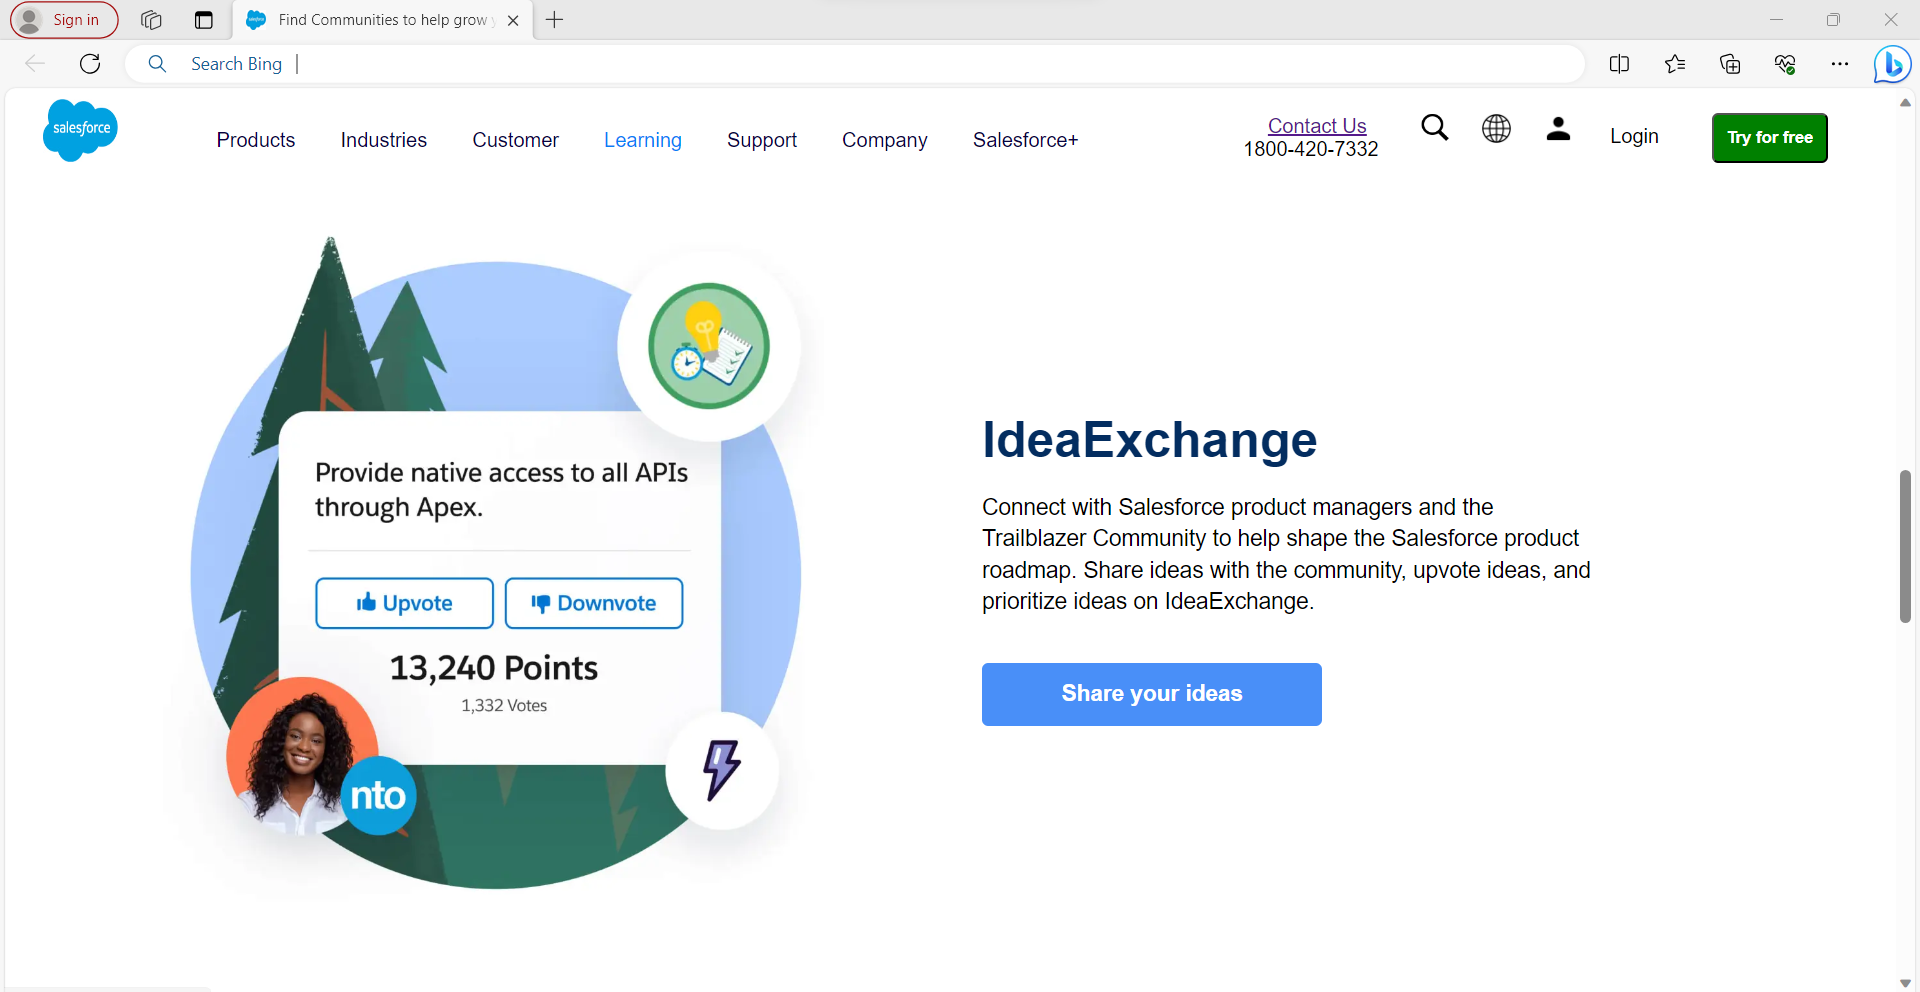 Sign in
Find Communities to help grow
Search Bing
salesforce
Products
Industries
Customer
Learning
Support
Company
Salesforce+
Contact Us
1800-420-7332
Login
Try for free
Provide native access to all APIs
through Apex.
Upvote
Downvote
13,240 Points
1,332 Votes
nto
IdeaExchange
Connect with Salesforce product managers and the
Trailblazer Community to help shape the Salesforce product
roadmap. Share ideas with the community, upvote ideas, and
prioritize ideas on IdeaExchange.
Share your ideas